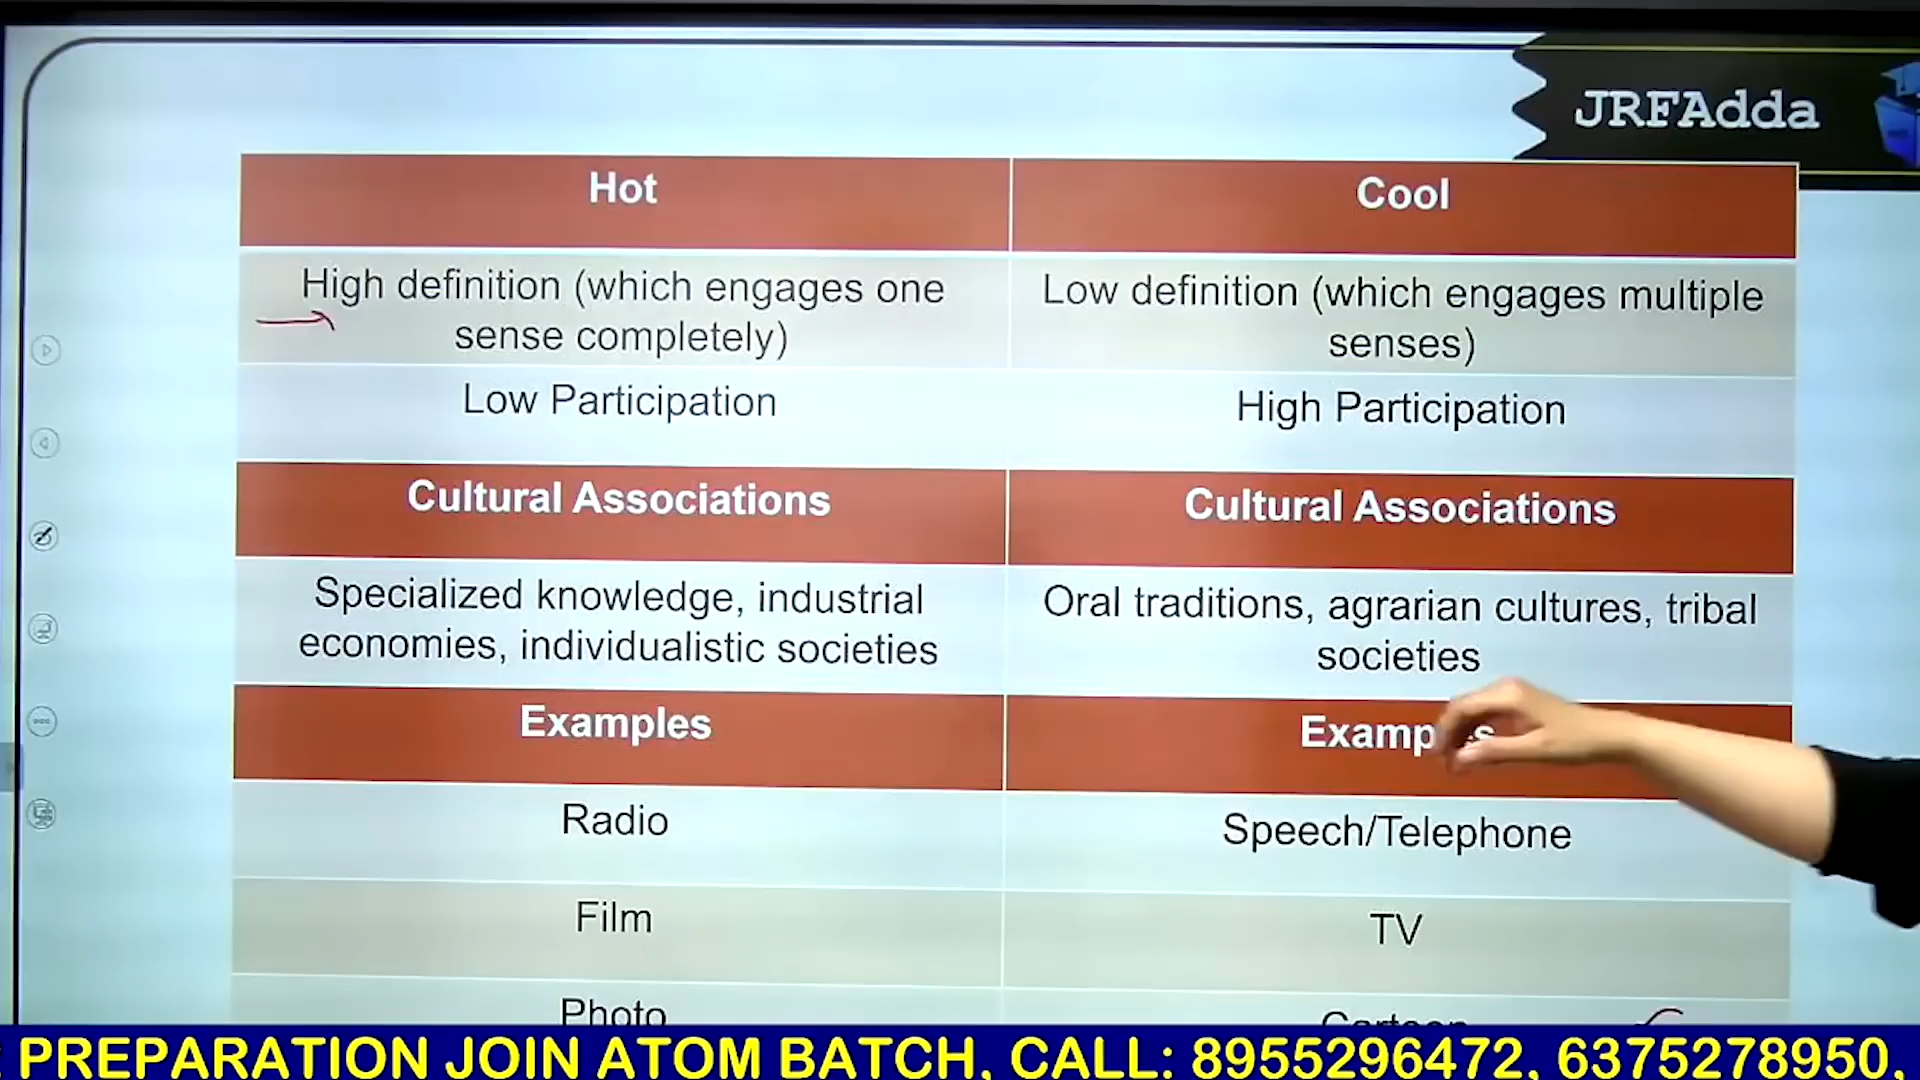 JRFAdda
Hot
Cool
High definition (which engages one
sense completely)
Low definition (which engages multiple
senses)
Low Participation
High Participation
Cultural Associations
Cultural Associations
Specialized knowledge, industrial
economies, individualistic societies
Oral traditions, agrarian cultures, tribal
societies
Examples
Examples
Radio
Speech/Telephone
Film
TV
Photo
Cartoon
PREPARATION JOIN ATOM BATCH, CALL: 8955296472, 6375278950,